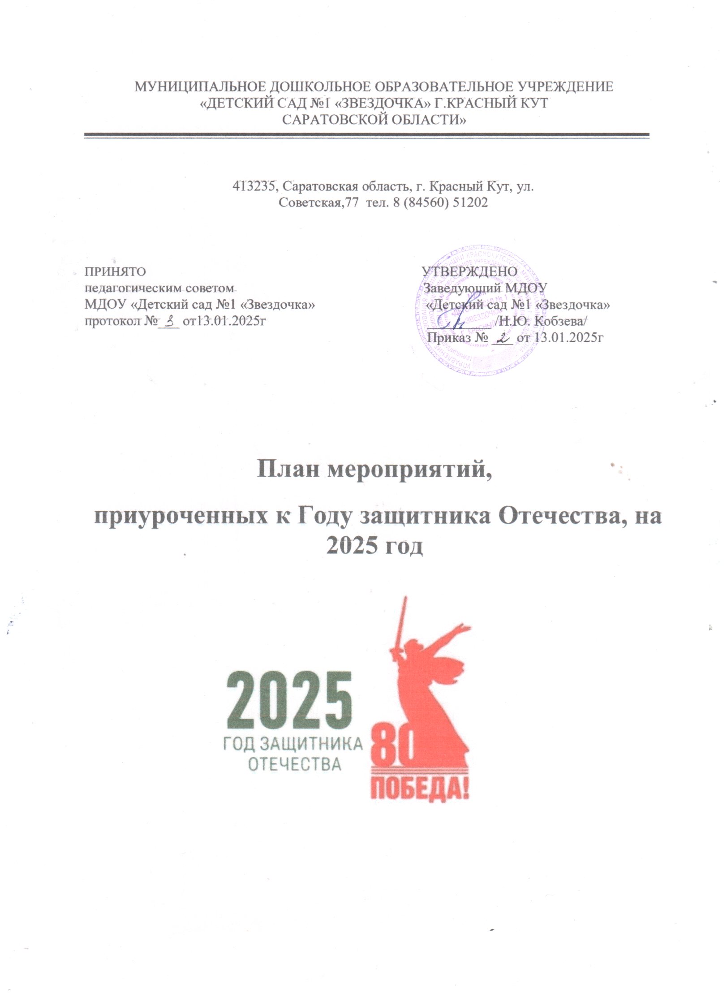 МУНИЦИПАЛЬНОЕ ДОШКОЛЬНОЕ ОБРАЗОВАТЕЛЬНОЕ УЧРЕЖДЕНИЕ
«ДЕТСКИЙ САД №1 «ЗВЕЗДОЧКА» Г.КРАСНЫЙ КУТ
САРАТОВСКОЙ ОБЛАСТИ»
413235, Саратовская область, г. Красный Кут, ул.
Советская,77 тел. 8 (84560) 51202
ПРИНЯТО
педагогическим советом
МДОУ «Детский сад №1 «Звездочка»
протокол № 3 от13.01.2025г
УТВЕРЖДЕНО
Заведующий МДОУ
«Детский сад №1 «Звездочка»
/Н.Ю. Кобзева/
Приказ № 2 от 13.01.2025г
План мероприятий,
приуроченных к Году защитника Отечества, на
2025 год
2025
ГОД ЗАЩИТНИКА
ОТЕЧЕСТВА
80
ПОБЕДА!